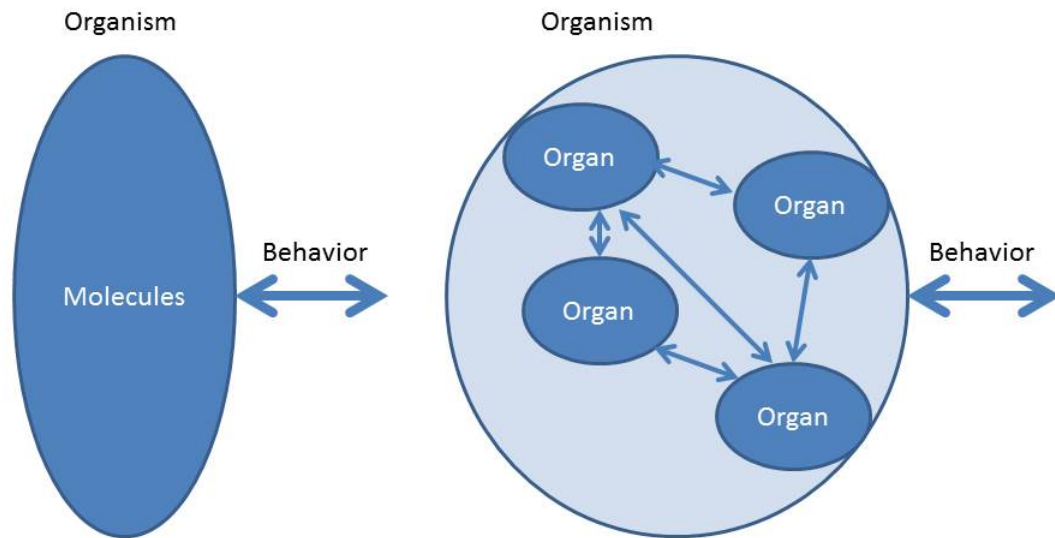 Organism
Behavior
Molecules
Organism
Organ
Organ
Organ
Organ
Behavior